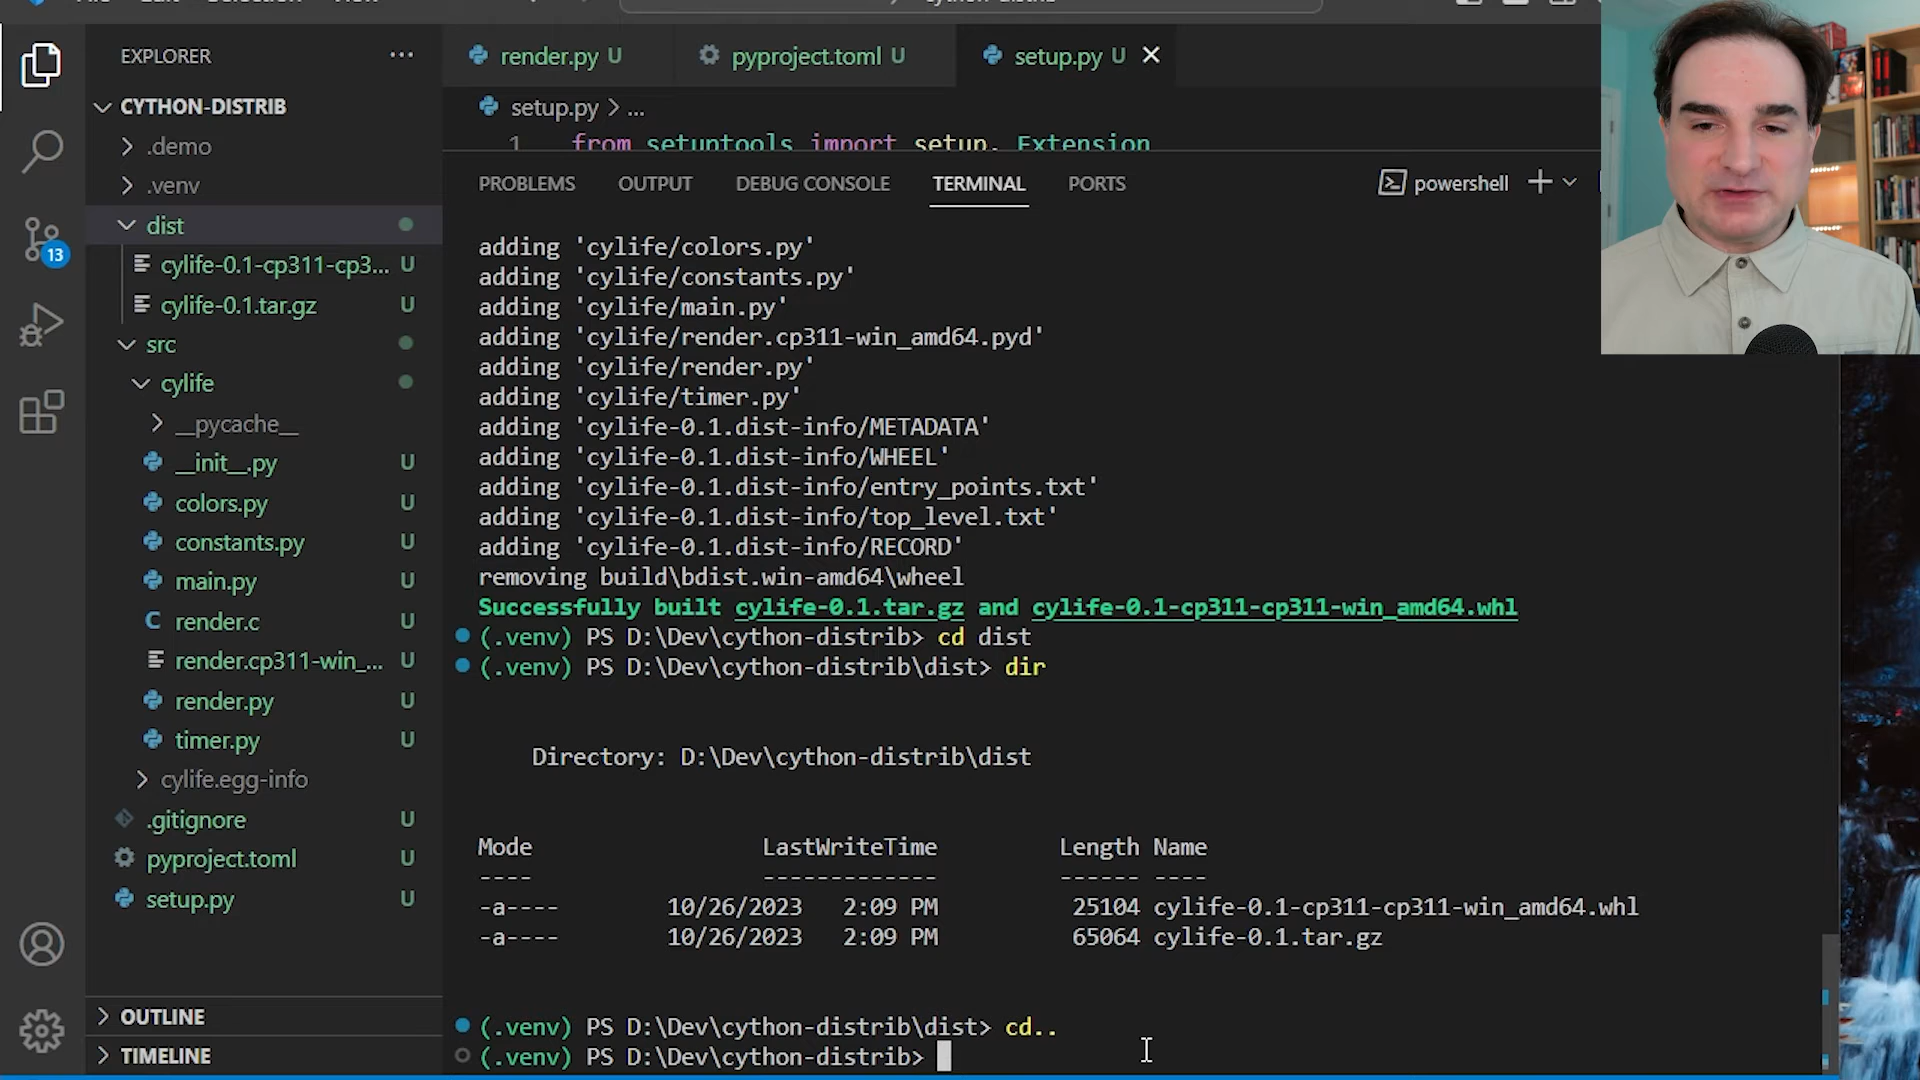 EXPLORER
CYTHON-DISTRIB
.demo
.venv
dist
cylife-0.1-cp311-cp3... U
cylife-0.1.tar.gz U
src
cylife
__pycache__
__init__.py U
colors.py U
constants.py U
main.py U
render.c U
render.cp311-win_... U
render.py U
timer.py U
cylife.egg-info
.gitignore U
pyproject.toml U
setup.py U
OUTLINE
TIMELINE
13
render.py U
pyproject.toml U
setup.py U
setup.py > ...
1 from setuptools import setup, Extension
PROBLEMS OUTPUT DEBUG CONSOLE TERMINAL PORTS
powershell
adding 'cylife/colors.py'
adding 'cylife/constants.py'
adding 'cylife/main.py'
adding 'cylife/render.cp311-win_amd64.pyd'
adding 'cylife/render.py'
adding 'cylife/timer.py'
adding 'cylife-0.1.dist-info/METADATA'
adding 'cylife-0.1.dist-info/WHEEL'
adding 'cylife-0.1.dist-info/entry_points.txt'
adding 'cylife-0.1.dist-info/top_level.txt'
adding 'cylife-0.1.dist-info/RECORD'
removing build\bdist.win-amd64\wheel
Successfully built cylife-0.1.tar.gz and cylife-0.1-cp311-cp311-win_amd64.whl
(.venv) PS D:\Dev\cython-distrib> cd dist
(.venv) PS D:\Dev\cython-distrib\dist> dir
Directory: D:\Dev\cython-distrib\dist
Mode LastWriteTime Length Name
---- ------------- ------ ----
-a---- 10/26/2023 2:09 PM 25104 cylife-0.1-cp311-cp311-win_amd64.whl
-a---- 10/26/2023 2:09 PM 65064 cylife-0.1.tar.gz
(.venv) PS D:\Dev\cython-distrib\dist> cd..
(.venv) PS D:\Dev\cython-distrib>